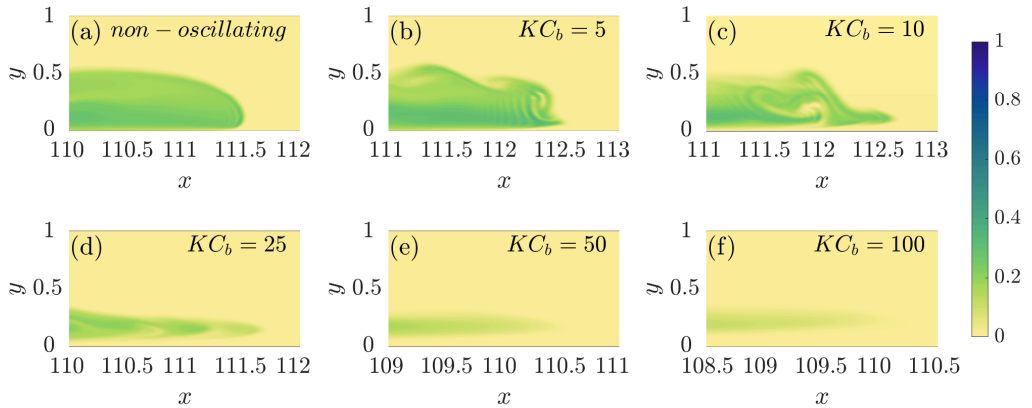 (a) non − oscillating
1
0.5
0
y
110 110.5 111 111.5 112
x
(b) KC_b = 5
1
0.5
0
y
111 111.5 112 112.5 113
x
(c) KC_b = 10
1
0.5
0
y
111 111.5 112 112.5 113
x
1
0.8
0.6
0.4
0.2
0
(d) KC_b = 25
1
0.5
0
y
110 110.5 111 111.5 112
x
(e) KC_b = 50
1
0.5
0
y
109 109.5 110 110.5 111
x
(f) KC_b = 100
1
0.5
0
y
108.5 109 109.5 110 110.5
x